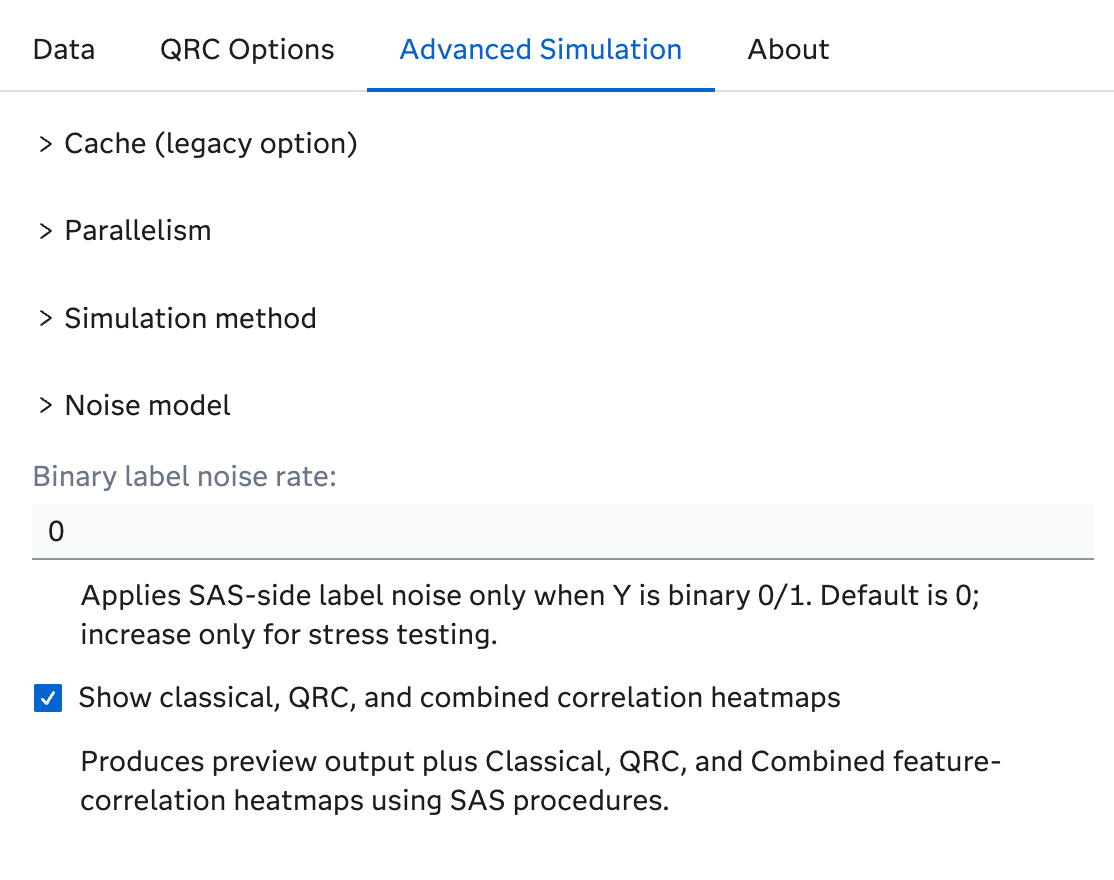 Data QRC Options Advanced Simulation About
> Cache (legacy option)
> Parallelism
> Simulation method
> Noise model
Binary label noise rate:
0
Applies SAS-side label noise only when Y is binary 0/1. Default is 0;
increase only for stress testing.
Show classical, QRC, and combined correlation heatmaps
Produces preview output plus Classical, QRC, and Combined feature-
correlation heatmaps using SAS procedures.